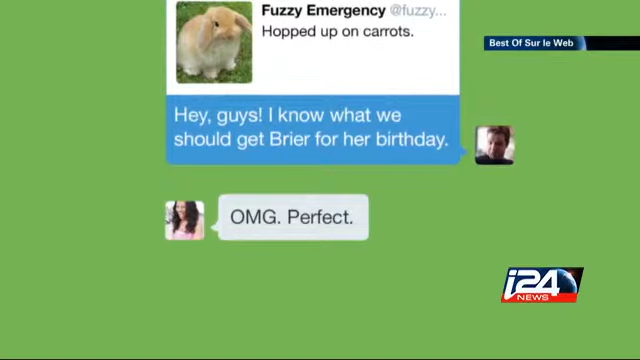 Fuzzy Emergency @fuzzy...
Hopped up on carrots.
Best Of Sur le Web
Hey, guys! I know what we
should get Brier for her birthday.
OMG. Perfect.
i24
NEWS